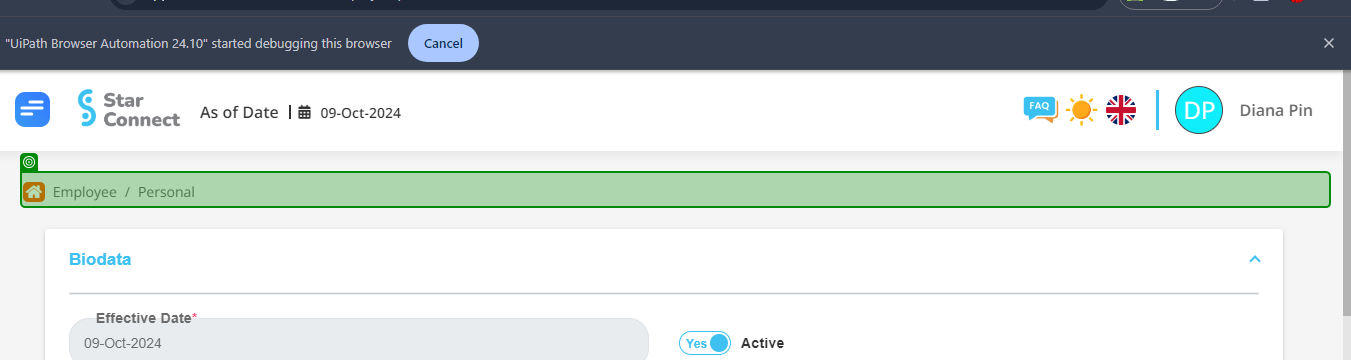 "UiPath Browser Automation 24.10" started debugging this browser Cancel
Star
Connect
As of Date 09-Oct-2024
FAQ
DP
Diana Pin
Employee / Personal
Biodata
Effective Date*
09-Oct-2024
Yes
Active